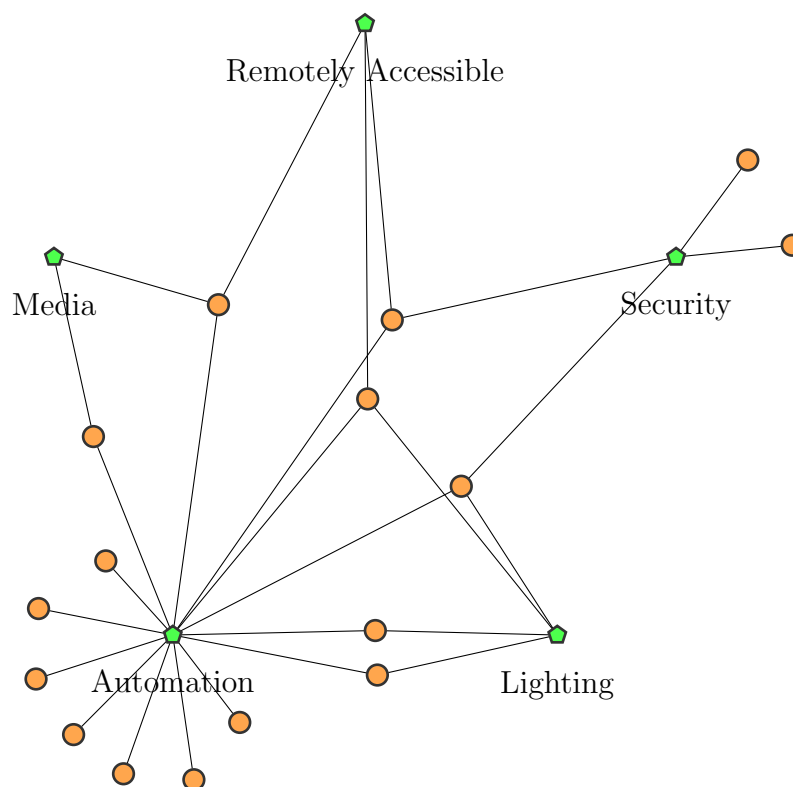 Remotely Accessible
Media
Security
Automation
Lighting